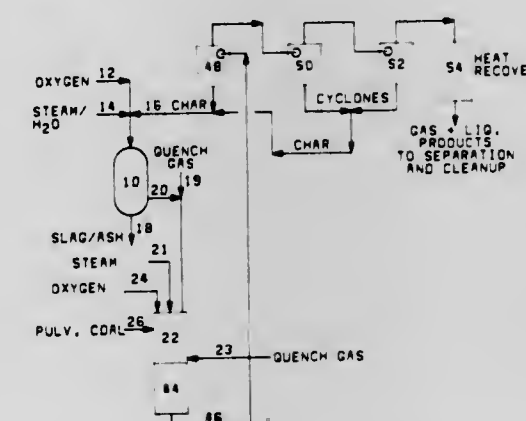 48
50
52
54
HEAT
RECOVE
OXYGEN
12
STEAM/
H2O
14
16
CHAR
CYCLONES
CHAR
GAS + LIQ.
PRODUCTS
TO SEPARATION
AND CLEANUP
QUENCH
GAS
10
20
19
18
SLAG/ASH
STEAM
21
OXYGEN
24
PULV. COAL
26
22
23
QUENCH GAS
44
46